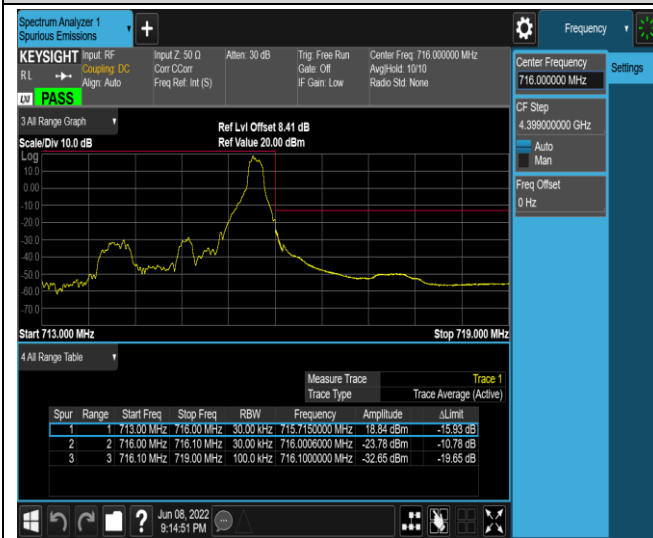 Spectrum Analyzer 1
Spurious Emissions
Frequency
KEYSIGHT
RL
Input: RF
Coupling: DC
Align: Auto
Input Z: 50 Ω
Corr CCorr
Freq Ref: Int (S)
Atten: 30 dB
Trig: Free Run
Gate: Off
IF Gain: Low
Center Freq: 716.000000 MHz
Avg|Hold: 10/10
Radio Std: None
LXI PASS
3 All Range Graph
Scale/Div 10.0 dB
Ref Lvl Offset 8.41 dB
Ref Value 20.00 dBm
Log
10.0
0.00
-10.0
-20.0
-30.0
-40.0
-50.0
-60.0
-70.0
Start 713.000 MHz
Stop 719.000 MHz
4 All Range Table
Measure Trace Trace 1
Trace Type Trace Average (Active)
Spur Range Start Freq Stop Freq RBW Frequency Amplitude ΔLimit
1 1 713.00 MHz 716.00 MHz 30.00 kHz 715.7150000 MHz 18.84 dBm -15.93 dB
2 2 716.00 MHz 716.10 MHz 30.00 kHz 716.0006000 MHz -23.78 dBm -10.78 dB
3 3 716.10 MHz 719.00 MHz 100.0 kHz 716.1000000 MHz -32.65 dBm -19.65 dB
Center Frequency
716.000000 MHz
Settings
CF Step
4.399000000 GHz
Auto
Man
Freq Offset
0 Hz
Jun 08, 2022
9:14:51 PM